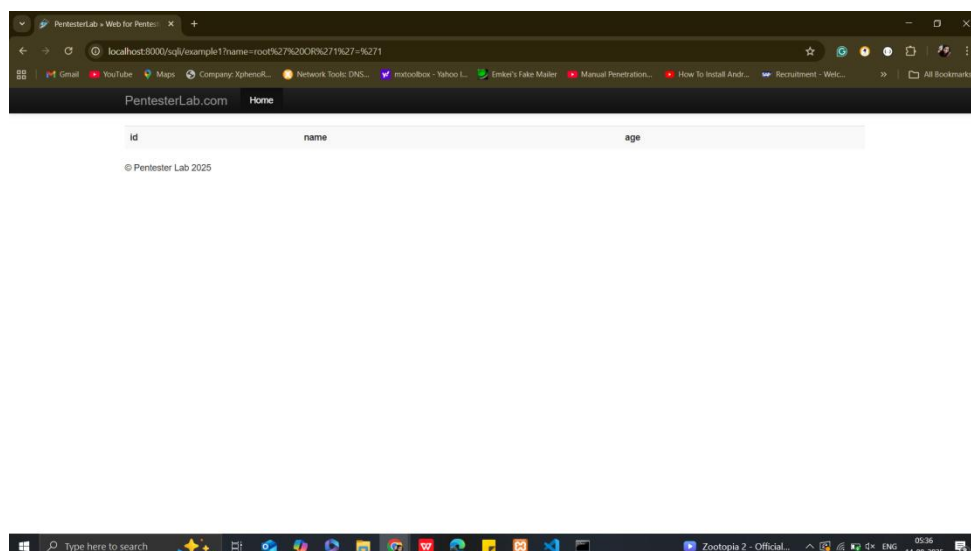 PentesterLab » Web for Pentes
localhost:8000/sqli/example1?name=root%27%20OR%271%27=%271
Gmail YouTube Maps Company: XphenoR... Network Tools: DNS... mxtoolbox - Yahoo I... Emkei's Fake Mailer Manual Penetration... How To Install Andr... Recruitment - Welc... » All Bookmarks
PentesterLab.com Home
id name age
© Pentester Lab 2025
Type here to search Zootopia 2 - Official... ENG 05:36